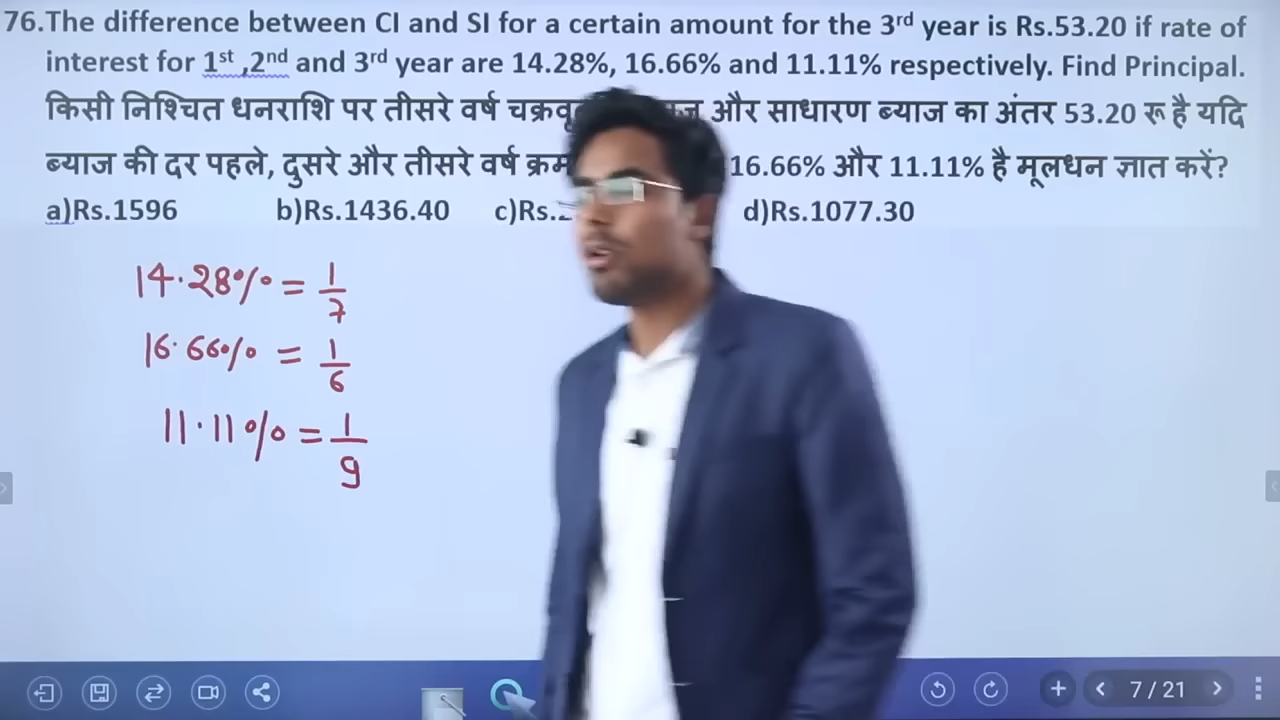 76.The difference between CI and SI for a certain amount for the 3rd year is Rs.53.20 if rate of
interest for 1st ,2nd and 3rd year are 14.28%, 16.66% and 11.11% respectively. Find Principal.
किसी निश्चित धनराशि पर तीसरे वर्ष और साधारण ब्याज का अंतर 53.20 रू है यदि
ब्याज की दर पहले, दुसरे और तीसरे वर्ष 16.66% और 11.11% है मूलधन ज्ञात करें?
a)Rs.1596 b)Rs.1436.40 c)Rs. d)Rs.1077.30
14.28% = 1/7
16.66% = 1/6
11.11% = 1/9
7 / 21